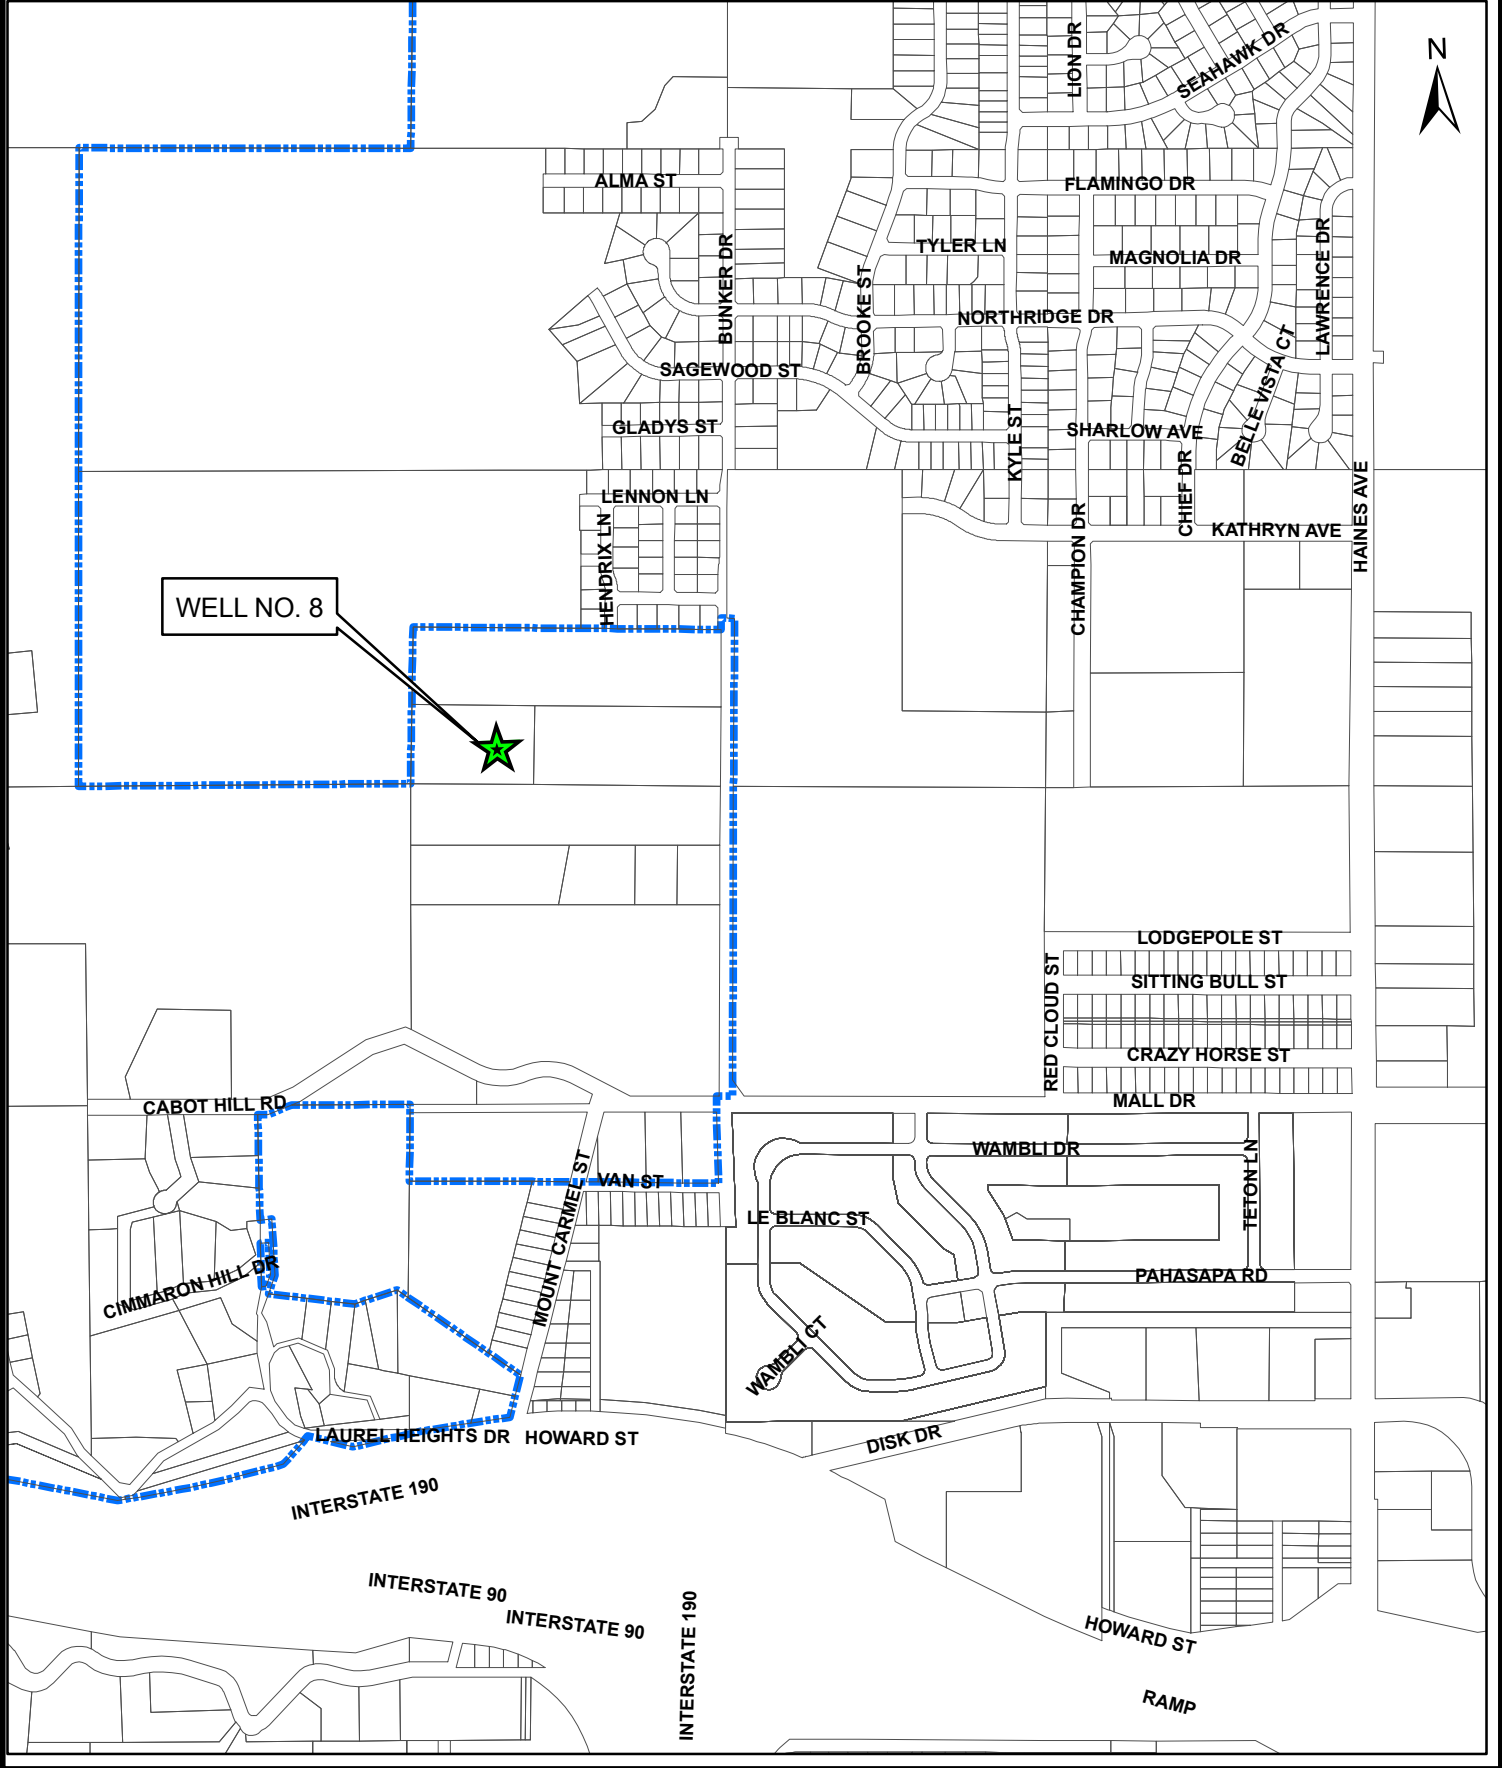 N
LION DR
SEAHAWK DR
ALMA ST
FLAMINGO DR
BUNKER DR
TYLER LN
MAGNOLIA DR
LAWRENCE DR
BROOKE ST
NORTHRIDGE DR
BELLE VISTA CT
SAGEWOOD ST
GLADYS ST
KYLE ST
SHARLOW AVE
CHIEF DR
HAINES AVE
LENNON LN
HENDRIX LN
CHAMPION DR
KATHRYN AVE
WELL NO. 8
LODGEPOLE ST
RED CLOUD ST
SITTING BULL ST
CRAZY HORSE ST
MALL DR
CABOT HILL RD
WAMBLI DR
TETON LN
VAN ST
MOUNT CARMEL ST
LE BLANC ST
CIMMARON HILL DR
PAHASAPA RD
WAMBLI CT
LAUREL HEIGHTS DR
HOWARD ST
DISK DR
INTERSTATE 190
INTERSTATE 90
INTERSTATE 90
INTERSTATE 190
HOWARD ST
RAMP